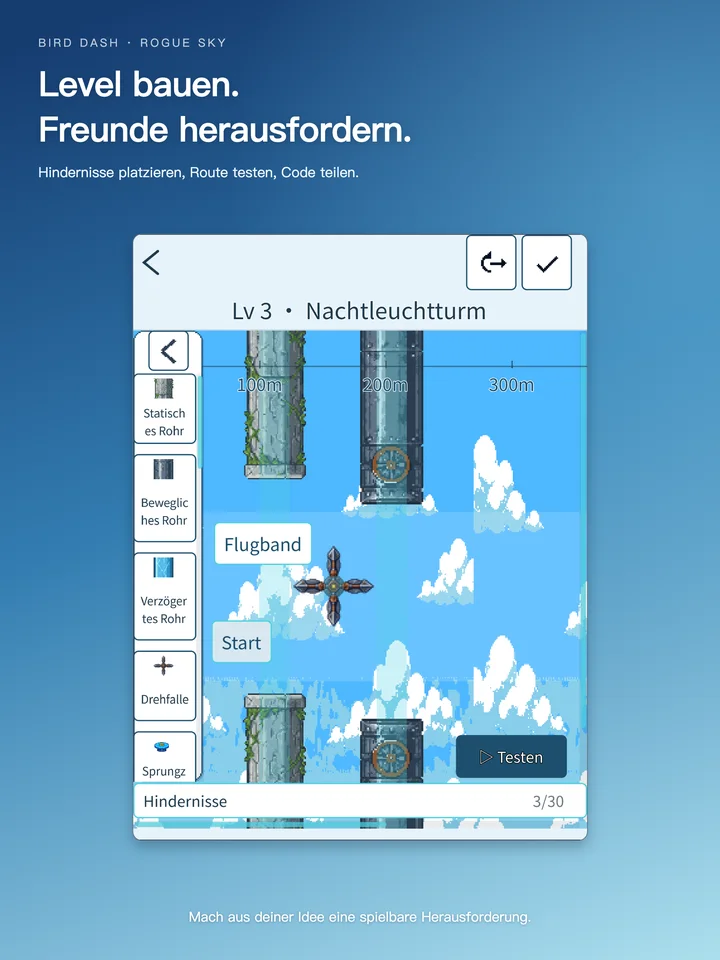 BIRD DASH · ROGUE SKY
Level bauen.
Freunde herausfordern.
Hindernisse platzieren, Route testen, Code teilen.
Lv 3 • Nachtleuchtturm
100m 200m 300m
Statisch
es Rohr
Beweglic
hes Rohr
Flugband
Verzöger
tes Rohr
Start
Drehfalle
Testen
Sprungz
Hindernisse 3/30
Mach aus deiner Idee eine spielbare Herausforderung.